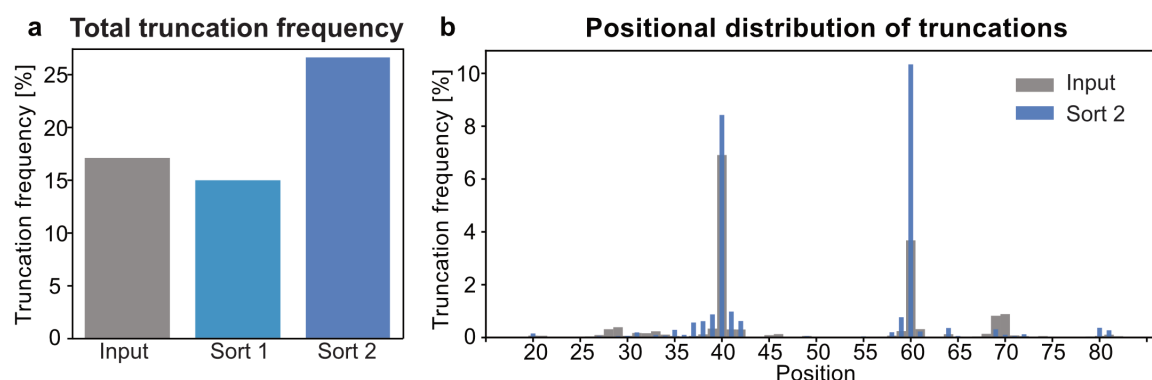 a Total truncation frequency
Truncation frequency [%]
25
20
15
10
5
0
Input Sort 1 Sort 2
b Positional distribution of truncations
Truncation frequency [%]
10
8
6
4
2
0
Input
Sort 2
20 25 30 35 40 45 50 55 60 65 70 75 80
Position